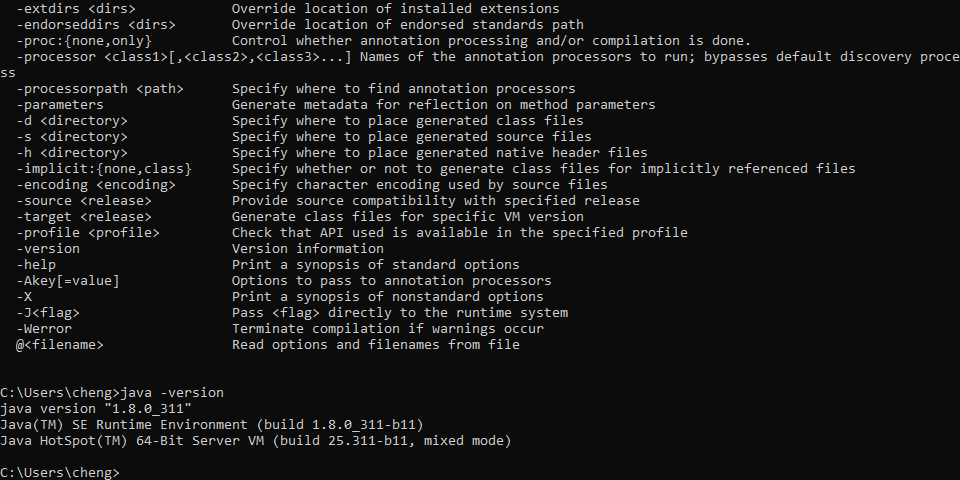 -extdirs <dirs>            Override location of installed extensions
-endorseddirs <dirs>       Override location of endorsed standards path
-proc:{none,only}          Control whether annotation processing and/or compilation is done.
-processor <class1>[,<class2>,<class3>...] Names of the annotation processors to run; bypasses default discovery proce
ss
-processorpath <path>      Specify where to find annotation processors
-parameters                Generate metadata for reflection on method parameters
-d <directory>             Specify where to place generated class files
-s <directory>             Specify where to place generated source files
-h <directory>             Specify where to place generated native header files
-implicit:{none,class}     Specify whether or not to generate class files for implicitly referenced files
-encoding <encoding>       Specify character encoding used by source files
-source <release>          Provide source compatibility with specified release
-target <release>          Generate class files for specific VM version
-profile <profile>         Check that API used is available in the specified profile
-version                   Version information
-help                      Print a synopsis of standard options
-Akey[=value]              Options to pass to annotation processors
-X                         Print a synopsis of nonstandard options
-J<flag>                   Pass <flag> directly to the runtime system
-Werror                    Terminate compilation if warnings occur
@<filename>                Read options and filenames from file
C:\Users\cheng>java -version
java version "1.8.0_311"
Java(TM) SE Runtime Environment (build 1.8.0_311-b11)
Java HotSpot(TM) 64-Bit Server VM (build 25.311-b11, mixed mode)
C:\Users\cheng>